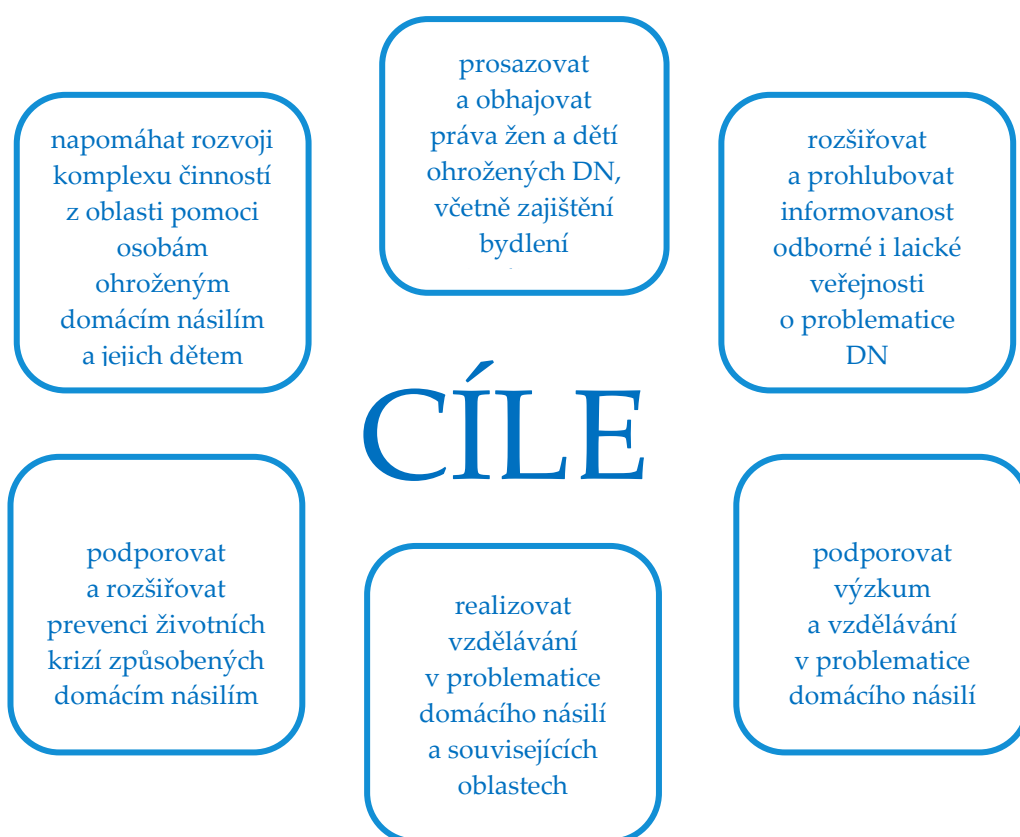 napomáhat rozvoji
komplexu činností
z oblasti pomoci
osobám
ohroženým
domácím násilím
a jejich dětem
prosazovat
a obhajovat
práva žen a dětí
ohrožených DN,
včetně zajištění
bydlení
rozšiřovat
a prohlubovat
informovanost
odborné i laické
veřejnosti
o problematice
DN
CÍLE
podporovat
a rozšiřovat
prevenci životních
krizí způsobených
domácím násilím
realizovat
vzdělávání
v problematice
domácího násilí
a souvisejících
oblastech
podporovat
výzkum
a vzdělávání
v problematice
domácího násilí